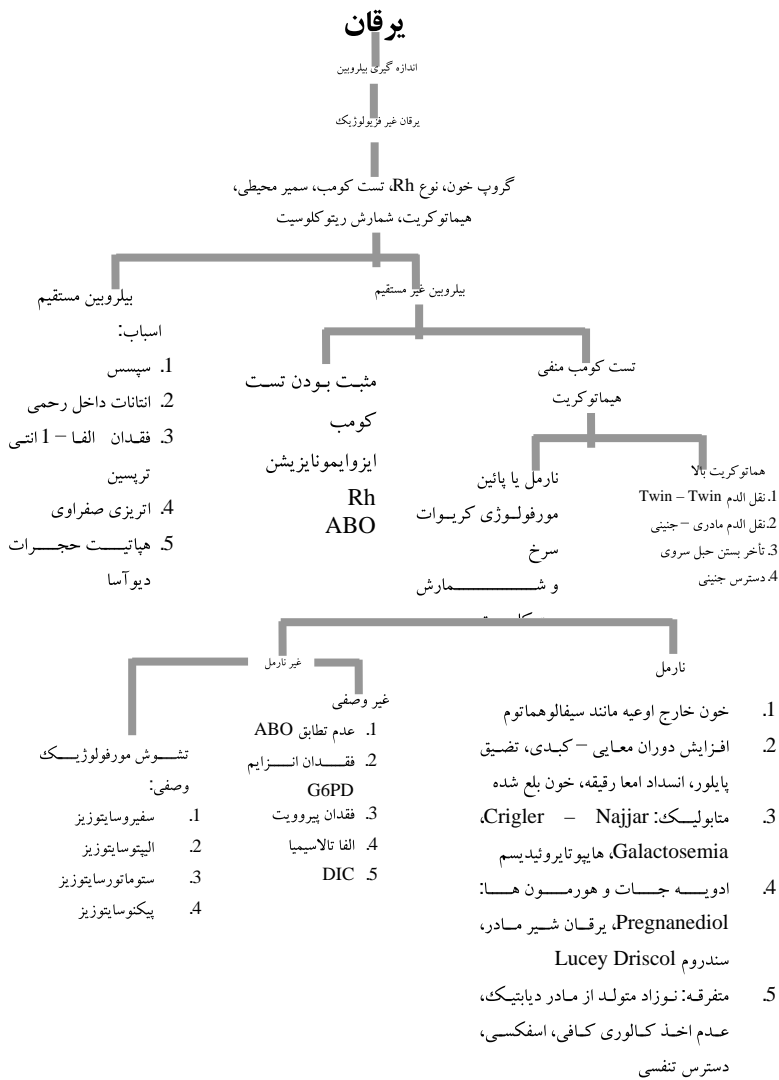 یرقان
اندازه گیری بیلروبین
یرقان غیر فزیولوژیک
گروپ خون، نوع Rh، تست کومب، سمیر محیطی،
هیماتوکریت، شمارش ریتوکلوسیت
بیلروبین مستقیم
اسباب:
1. سپسس
2. انتانات داخل رحمی
3. فقدان الفا – 1 انتی
تریپسین
4. اتریزی صفراوی
5. هپاتیت حجرات
دیوآسا
بیلروبین غیر مستقیم
مثبت بودن تست
کومب
ایزوایمونایزیشن
Rh
ABO
تست کومب منفی
هیماتوکریت
نارمل یا پائین
مورفولوژی کریوات
سرخ
و شمارش
هماتوکریت بالا
1. نقل الدم Twin – Twin
2. نقل الدم مادری – جنینی
3. تأخر بستن حبل سروی
4. دسترس جنینی
غیر نارمل
نارمل
تشوش مورفولوژیک
وصفی:
1. سفیروسایتوزیز
2. الیپتوسایتوزیز
3. ستوماتورسایتوزیز
4. پیکنوسایتوزیز
غیر وصفی
1. عدم تطابق ABO
2. فقدان انزایم
G6PD
3. فقدان پیروویت
4. الفا تالاسیمیا
5. DIC
1. خون خارج اوعیه مانند سیفالوهماتوم
2. افزایش دوران معایی – کبدی، تضیق
پایلور، انسداد امعا رقیقه، خون بلع شده
3. متابولیک: Crigler – Najjar،
Galactosemia، هایپوتایروئیدیسم
4. ادویه جات و هورمون ها:
Pregnanediol، یرقان شیر مادر،
سندروم Lucey Driscol
5. متفرقه: نوزاد متولد از مادر دیابتیک،
عدم اخذ کالوری کافی، اسفکسی،
دسترس تنفسی